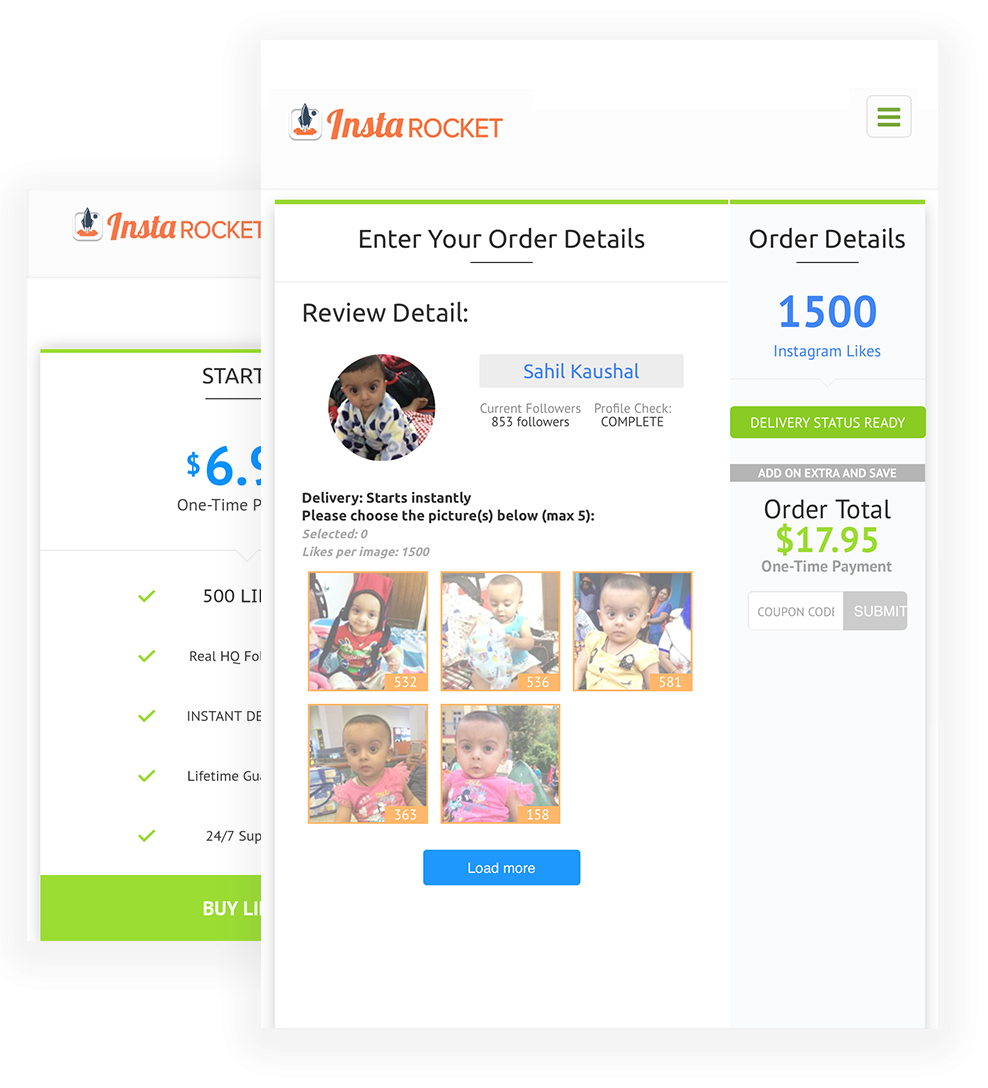 Insta ROCKET
Enter Your Order Details
Review Detail:
Sahil Kaushal
Current Followers Profile Check:
853 followers COMPLETE
Delivery: Starts instantly
Please choose the picture(s) below (max 5):
Selected: 0
Likes per image: 1500
532 536 581
363 158
Load more
Order Details
1500
Instagram Likes
DELIVERY STATUS READY
ADD ON EXTRA AND SAVE
Order Total
$17.95
One-Time Payment
COUPON CODE SUBMIT
Insta ROCKET
START
$6.9
One-Time P
500 LI
Real HQ Fol
INSTANT DE
Lifetime Gua
24/7 Sup
BUY LI